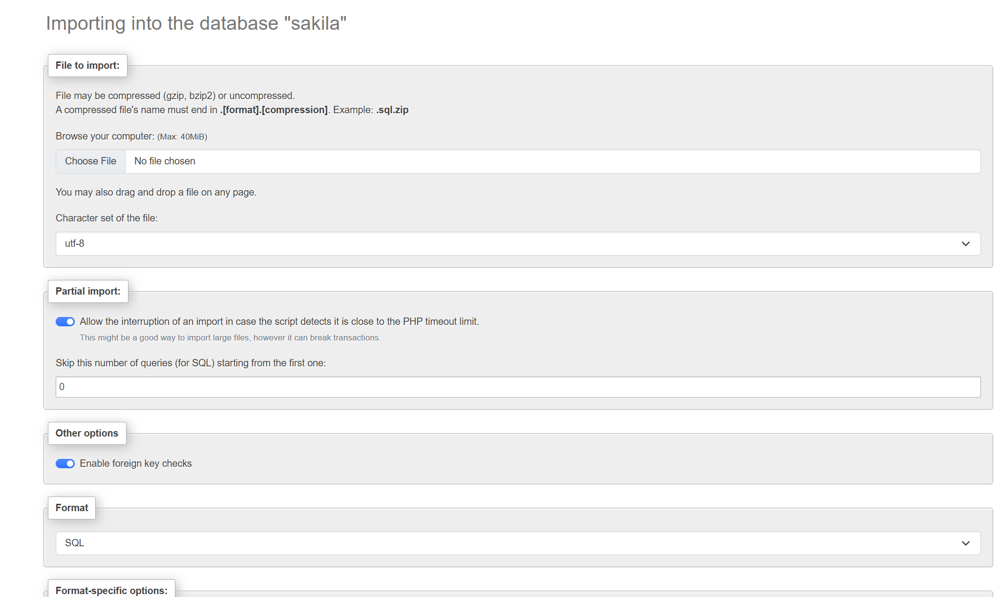 Importing into the database "sakila"
File to import:
File may be compressed (gzip, bzip2) or uncompressed.
A compressed file's name must end in .[format].[compression]. Example: .sql.zip
Browse your computer: (Max: 40MiB)
Choose File No file chosen
You may also drag and drop a file on any page.
Character set of the file:
utf-8
Partial import:
Allow the interruption of an import in case the script detects it is close to the PHP timeout limit.
This might be a good way to import large files, however it can break transactions.
Skip this number of queries (for SQL) starting from the first one:
0
Other options
Enable foreign key checks
Format
SQL
Format-specific options: